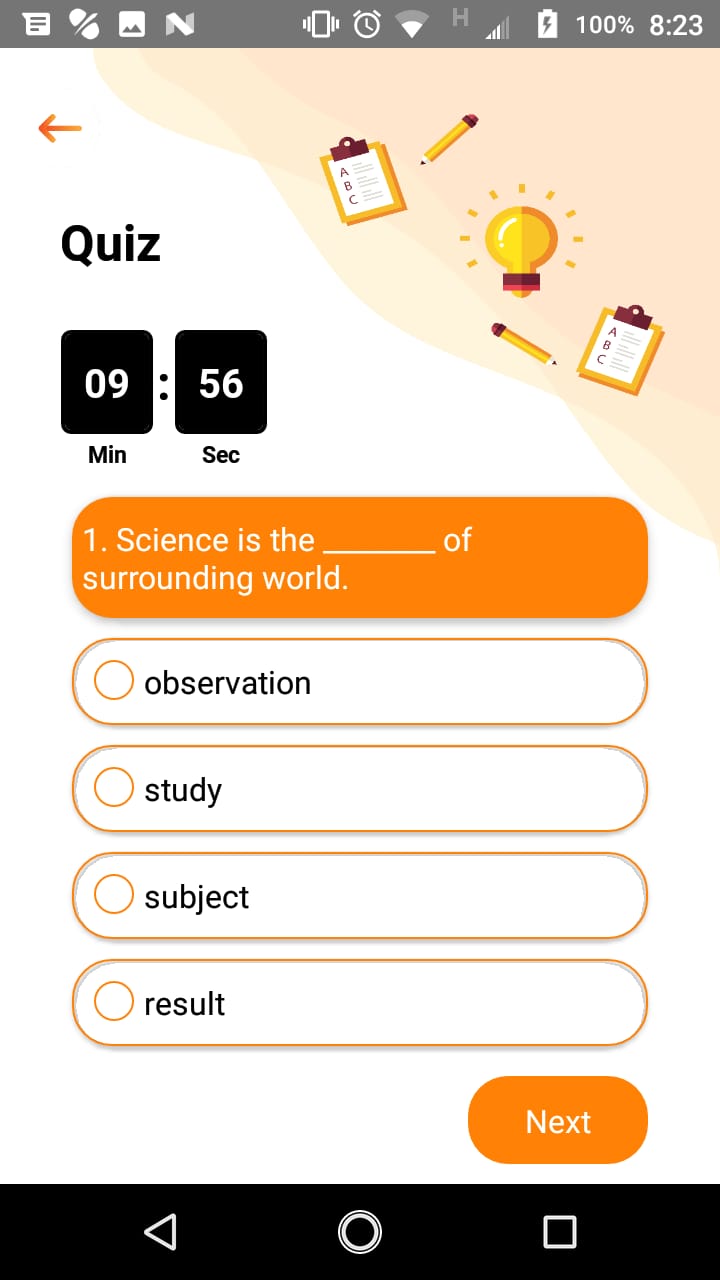 H 100% 8:23
A
B
C
Quiz
A
B
C
09 : 56
Min Sec
1. Science is the _______ of
surrounding world.
observation
study
subject
result
Next